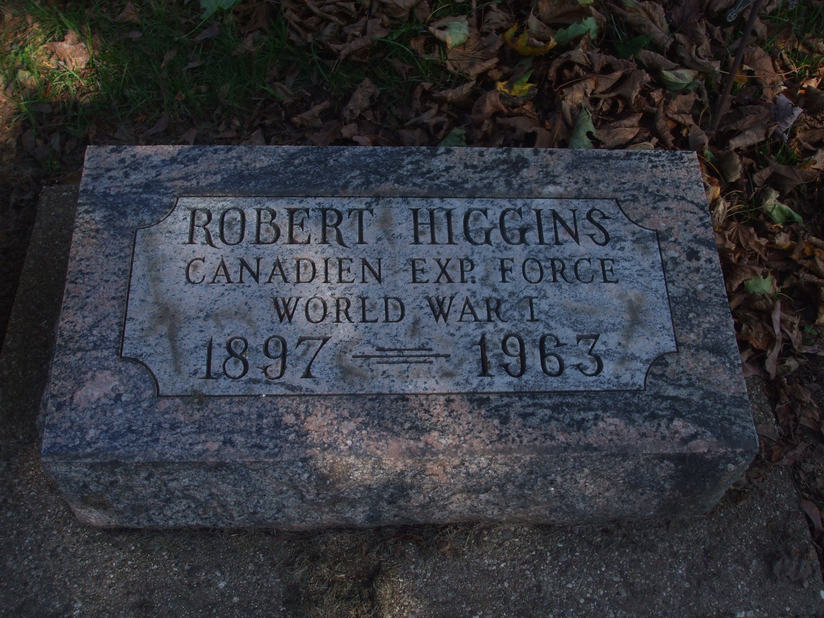 ROBERT HIGGINS
CANADIEN EXP. FORCE
WORLD WAR I
1897 = 1963